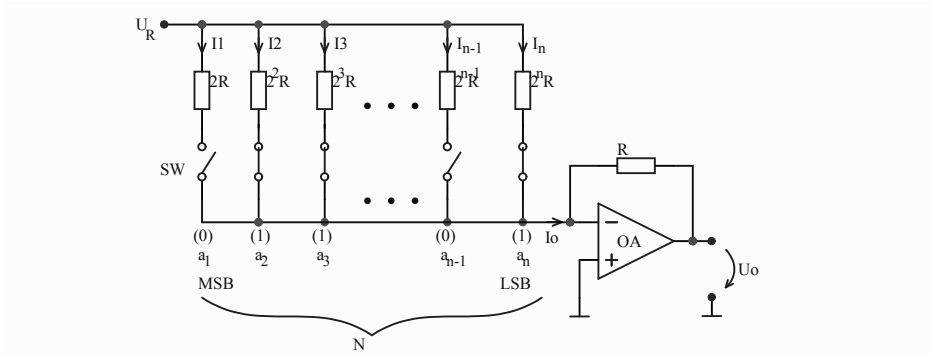 U_R
I1 I2 I3 I_n-1 I_n
2R 2^2R 2^3R 2^n-1R 2^nR
SW
R
OA
Io
Uo
(0) (1) (1) (0) (1)
a_1 a_2 a_3 a_n-1 a_n
MSB LSB
N